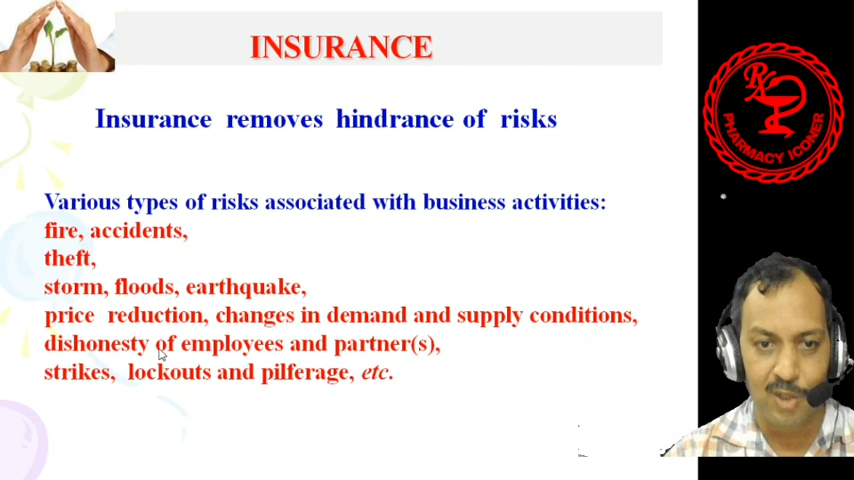 INSURANCE
Insurance removes hindrance of risks
Various types of risks associated with business activities:
fire, accidents,
theft,
storm, floods, earthquake,
price reduction, changes in demand and supply conditions,
dishonesty of employees and partner(s),
strikes, lockouts and pilferage, etc.
RX
PHARMACY ICONER